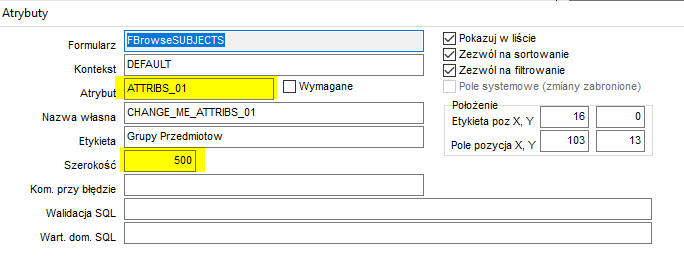 Atrybuty
Formularz FBrowseSUBJECTS
Kontekst DEFAULT
Atrybut ATTRIBS_01 Wymagane
Nazwa własna CHANGE_ME_ATTRIBS_01
Etykieta Grupy Przedmiotow
Szerokość 500
Kom. przy błędzie
Walidacja SQL
Wart. dom. SQL
Pokazuj w liście
Zezwól na sortowanie
Zezwól na filtrowanie
Pole systemowe (zmiany zabronione)
Położenie
Etykieta poz X, Y 16 0
Pole pozycja X, Y 103 13